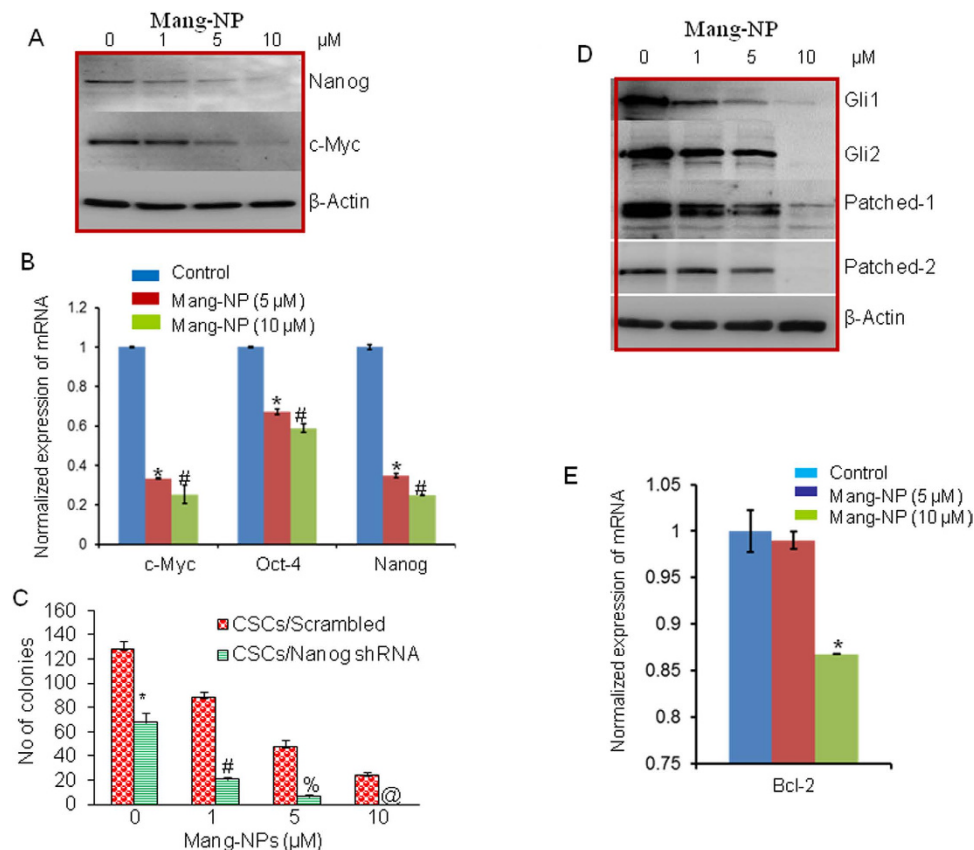 A
Mang-NP
0 1 5 10 µM
Nanog
c-Myc
β-Actin
B
Control
Mang-NP (5 µM)
Mang-NP (10 µM)
Normalized expression of mRNA
1.2
1
0.8
0.6
0.4
0.2
0
* #
* #
* #
c-Myc Oct-4 Nanog
C
CSCs/Scrambled
CSCs/Nanog shRNA
No of colonies
160
140
120
100
80
60
40
20
0
* # % @
0 1 5 10
Mang-NPs (µM)
D
Mang-NP
0 1 5 10 µM
Gli1
Gli2
Patched-1
Patched-2
β-Actin
E
Control
Mang-NP (5 µM)
Mang-NP (10 µM)
Normalized expression of mRNA
1.05
1
0.95
0.9
0.85
0.8
0.75
*
Bcl-2